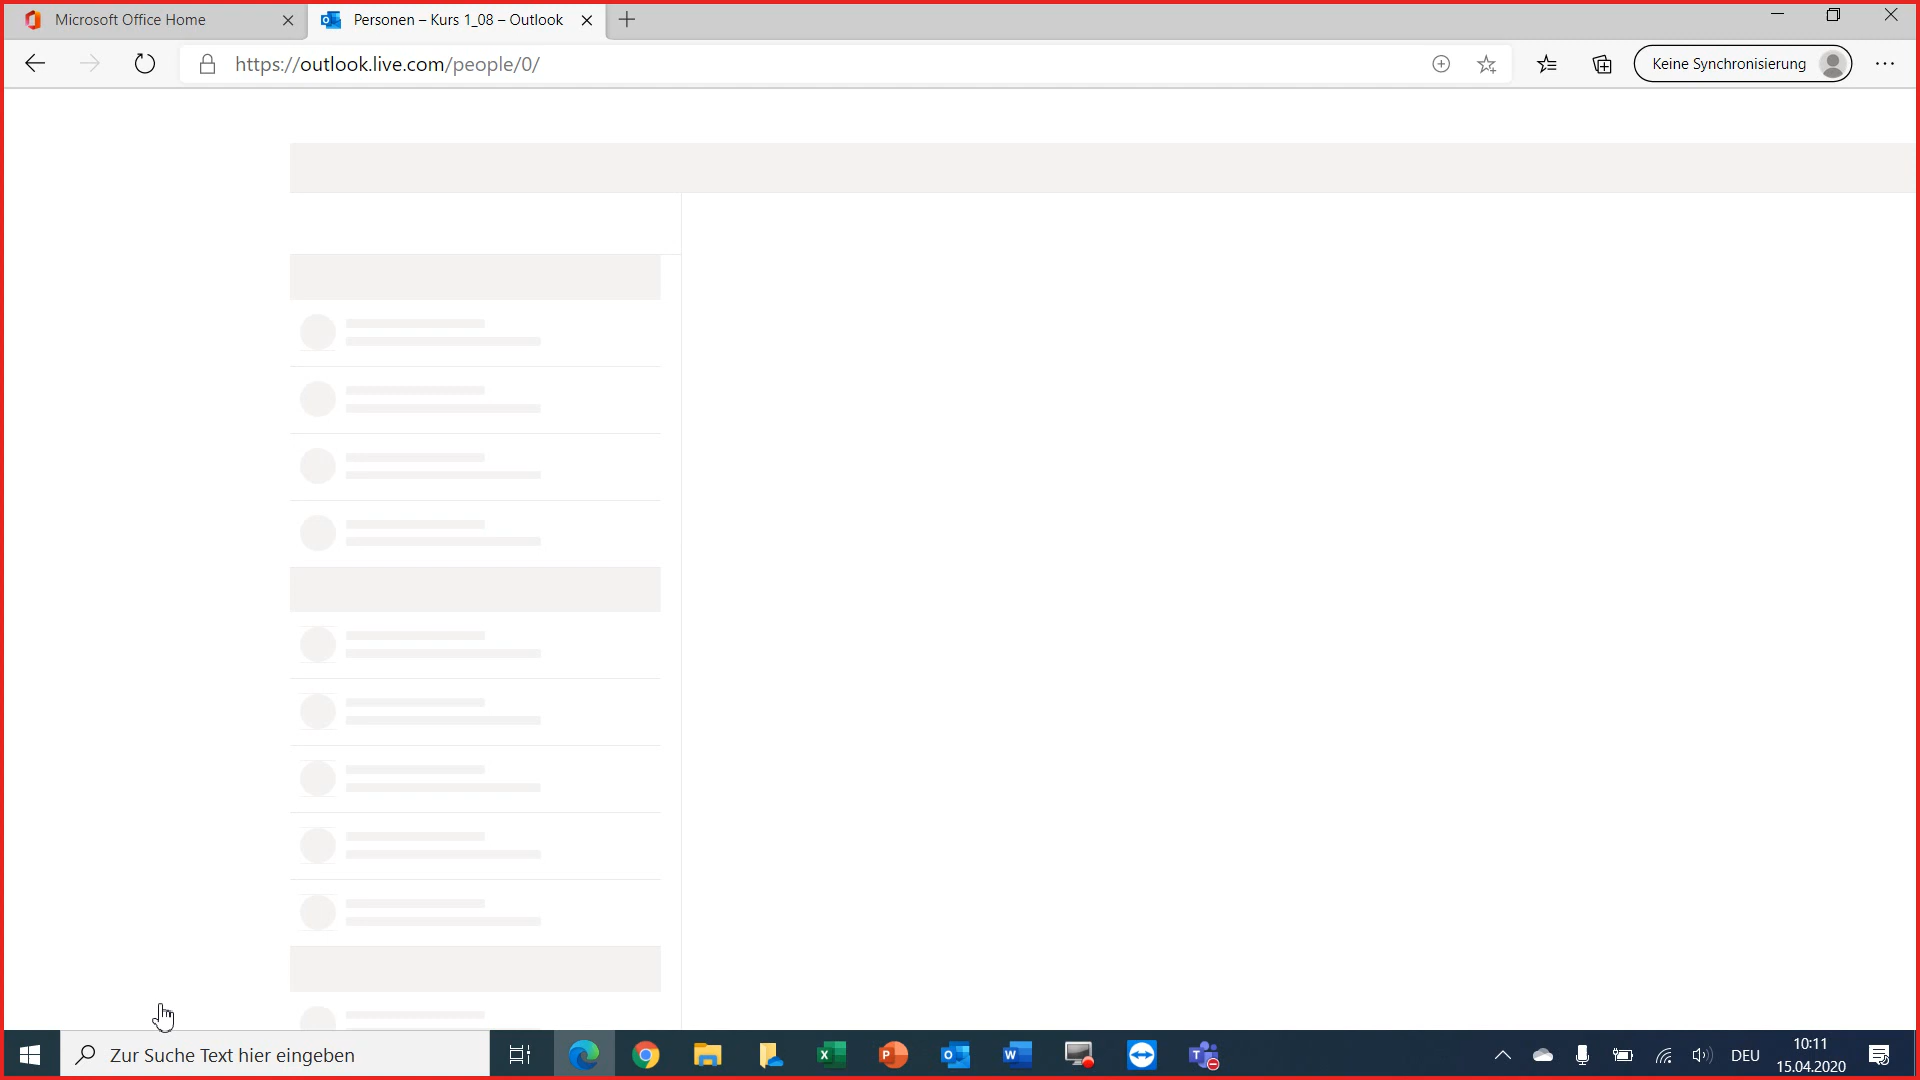 Microsoft Office Home
Personen – Kurs 1_08 – Outlook
https://outlook.live.com/people/0/
Keine Synchronisierung
Zur Suche Text hier eingeben
DEU
10:11
15.04.2020